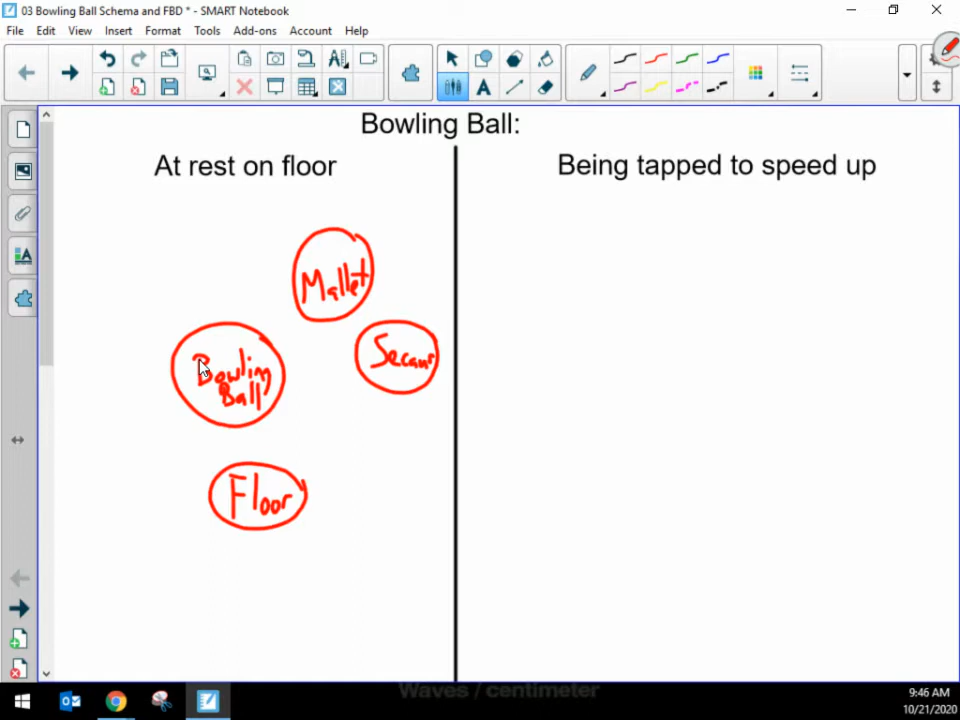 03 Bowling Ball Schema and FBD * - SMART Notebook
File Edit View Insert Format Tools Add-ons Account Help
Bowling Ball:
At rest on floor
Being tapped to speed up
Mallet
Secaur
Bowlin
Ball
Floor
Waves / centimeter
9:46 AM
10/21/2020